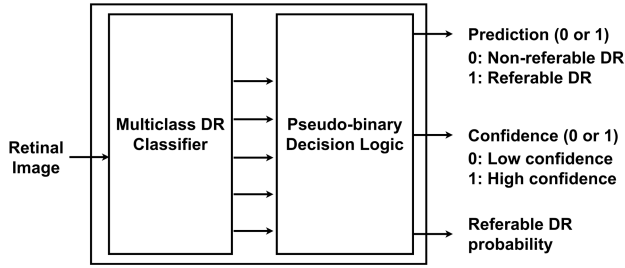 Retinal
Image
Multiclass DR
Classifier
Pseudo-binary
Decision Logic
Prediction (0 or 1)
0: Non-referable DR
1: Referable DR
Confidence (0 or 1)
0: Low confidence
1: High confidence
Referable DR
probability